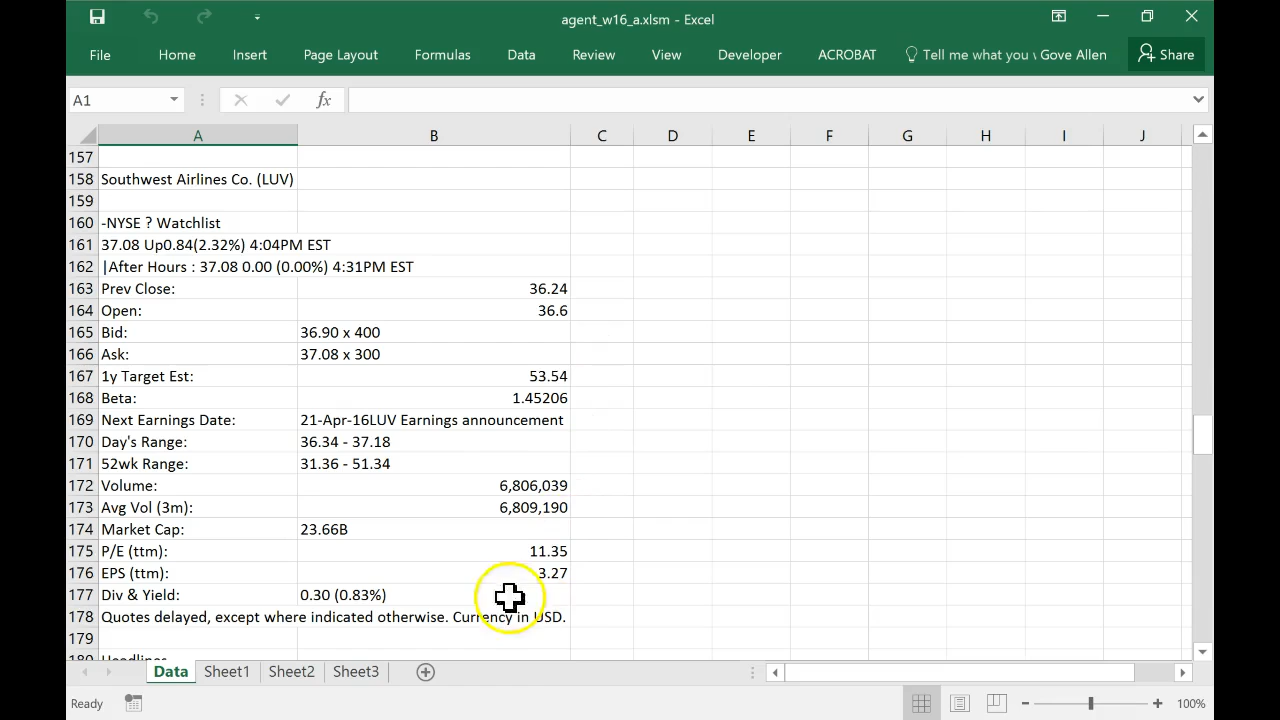 agent_w16_a.xlsm - Excel
File Home Insert Page Layout Formulas Data Review View Developer ACROBAT Tell me what you Gove Allen Share
A1 fx
A B C D E F G H I J
157
158 Southwest Airlines Co. (LUV)
159
160 -NYSE ? Watchlist
161 37.08 Up0.84(2.32%) 4:04PM EST
162 |After Hours : 37.08 0.00 (0.00%) 4:31PM EST
163 Prev Close: 36.24
164 Open: 36.6
165 Bid: 36.90 x 400
166 Ask: 37.08 x 300
167 1y Target Est: 53.54
168 Beta: 1.45206
169 Next Earnings Date: 21-Apr-16LUV Earnings announcement
170 Day's Range: 36.34 - 37.18
171 52wk Range: 31.36 - 51.34
172 Volume: 6,806,039
173 Avg Vol (3m): 6,809,190
174 Market Cap: 23.66B
175 P/E (ttm): 11.35
176 EPS (ttm): 3.27
177 Div & Yield: 0.30 (0.83%)
178 Quotes delayed, except where indicated otherwise. Currency in USD.
179
180 Headlines
Data Sheet1 Sheet2 Sheet3
Ready 100%